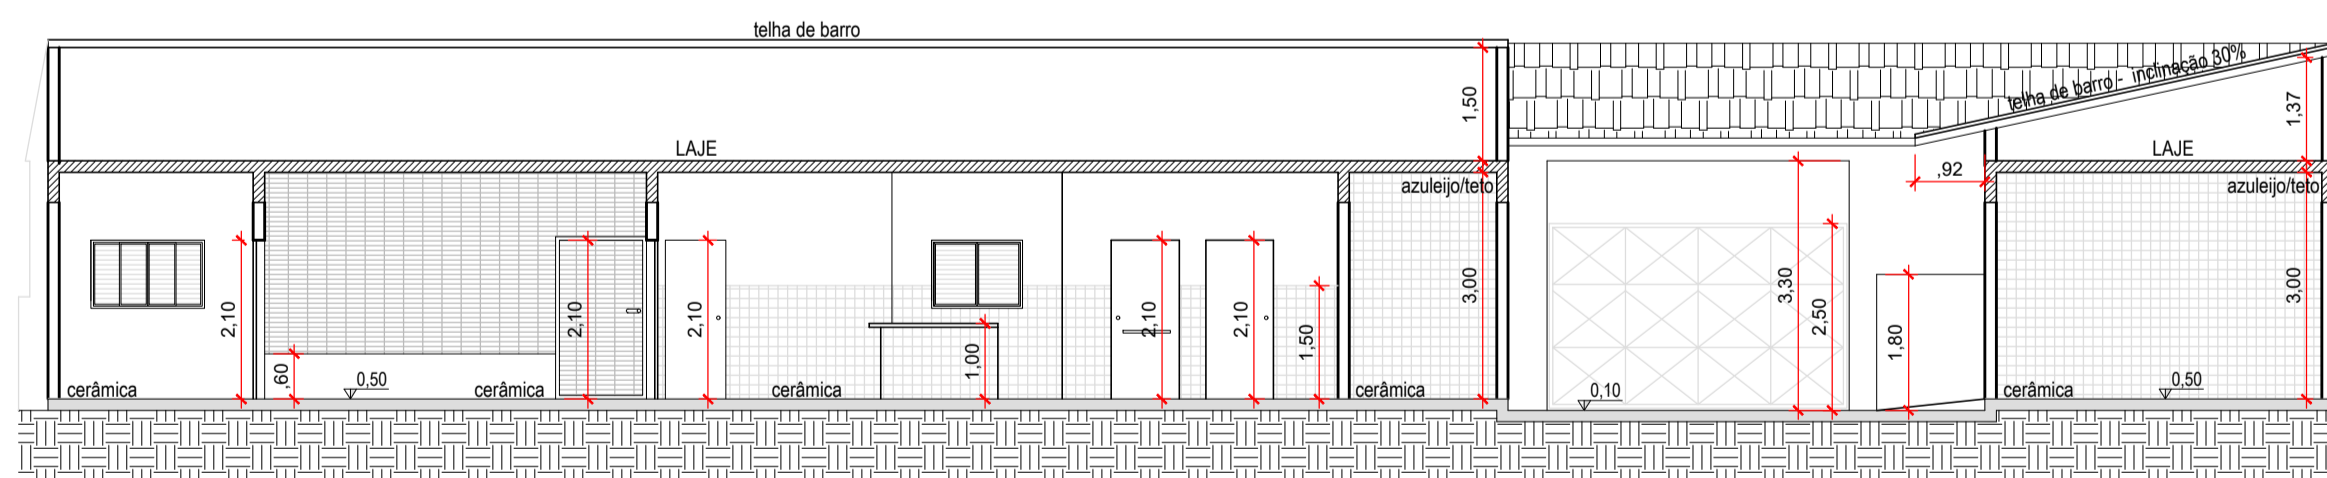 telha de barro
telha de barro - inclinação 30%
1,50
1,37
LAJE
LAJE
,92
azuleijo/teto
azuleijo/teto
2,10
2,10
2,10
2,10
2,10
3,00
3,30
2,50
1,80
3,00
1,50
1,00
,60
0,50
0,10
0,50
cerâmica
cerâmica
cerâmica
cerâmica
cerâmica